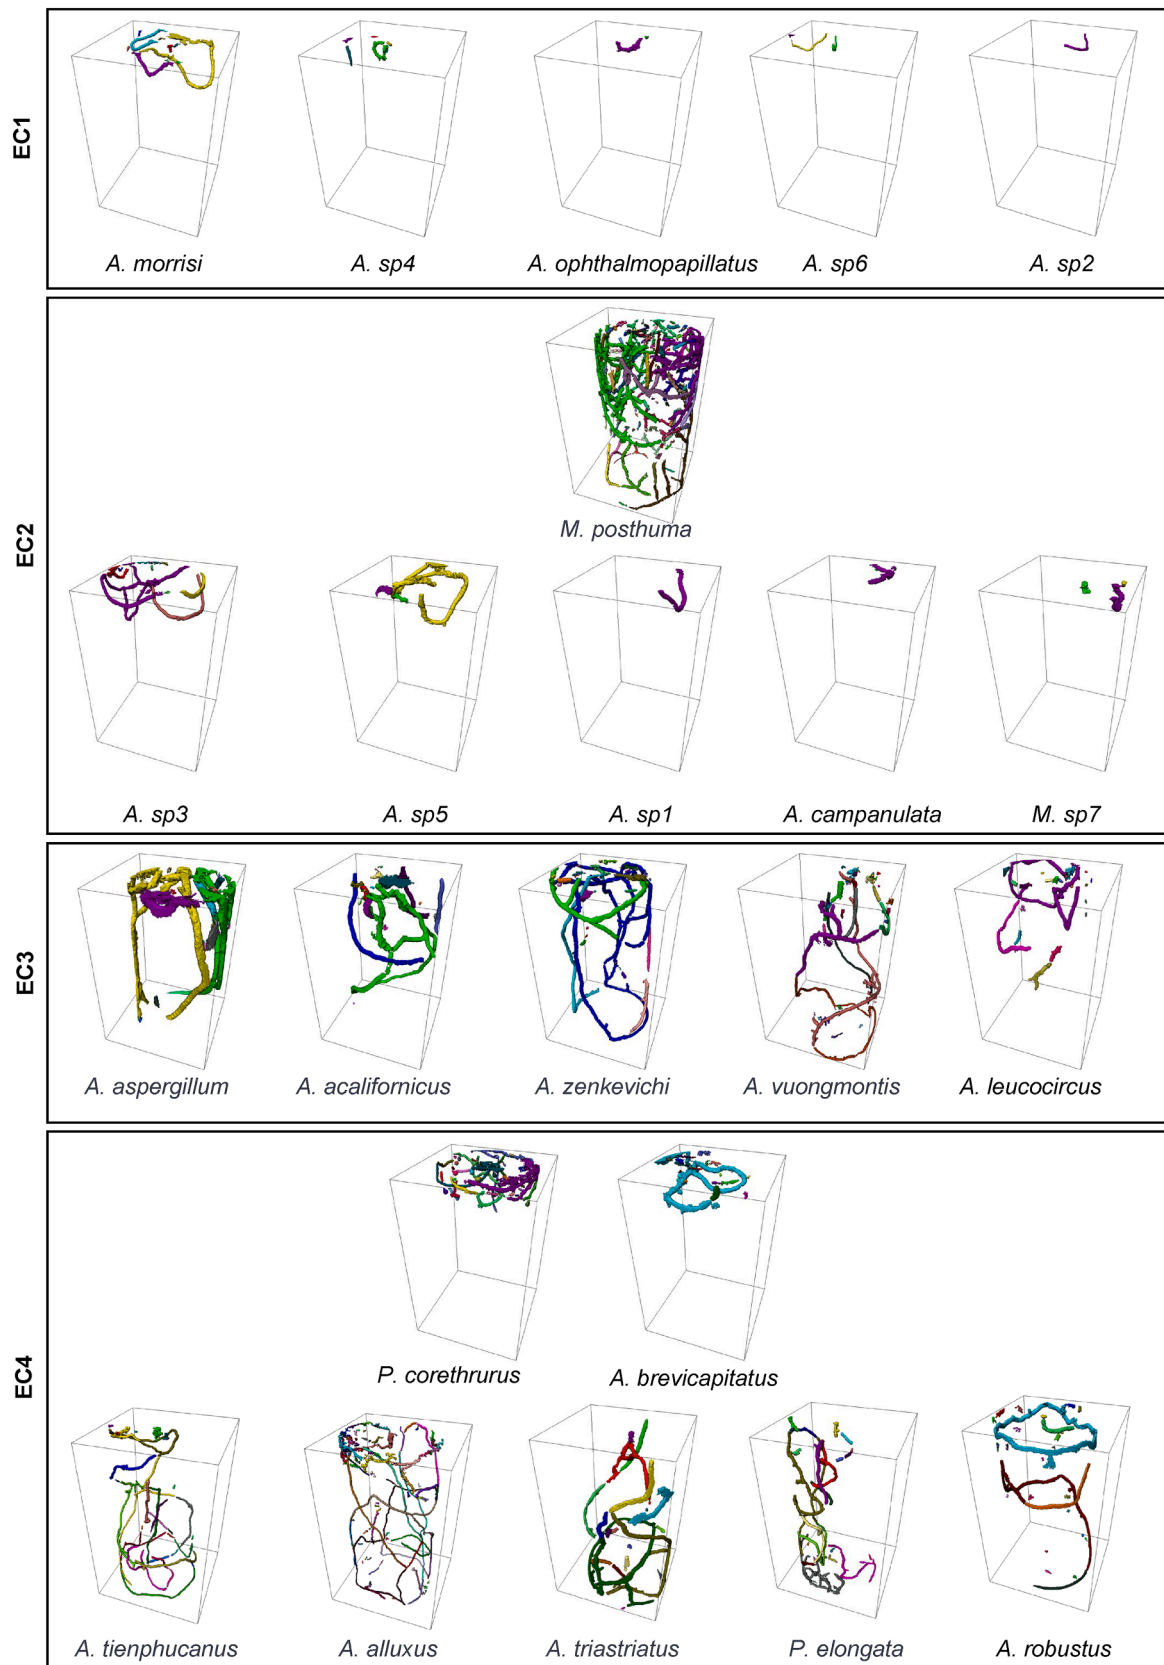 EC1
A. morrisi
A. sp4
A. ophthalmopapillatus
A. sp6
A. sp2
EC2
M. posthuma
A. sp3
A. sp5
A. sp1
A. campanulata
M. sp7
EC3
A. aspergillum
A. acalifornicus
A. zenkevichi
A. vuongmontis
A. leucocircus
EC4
P. corethrurus
A. brevicapitatus
A. tienphucanus
A. alluxus
A. triastriatus
P. elongata
A. robustus